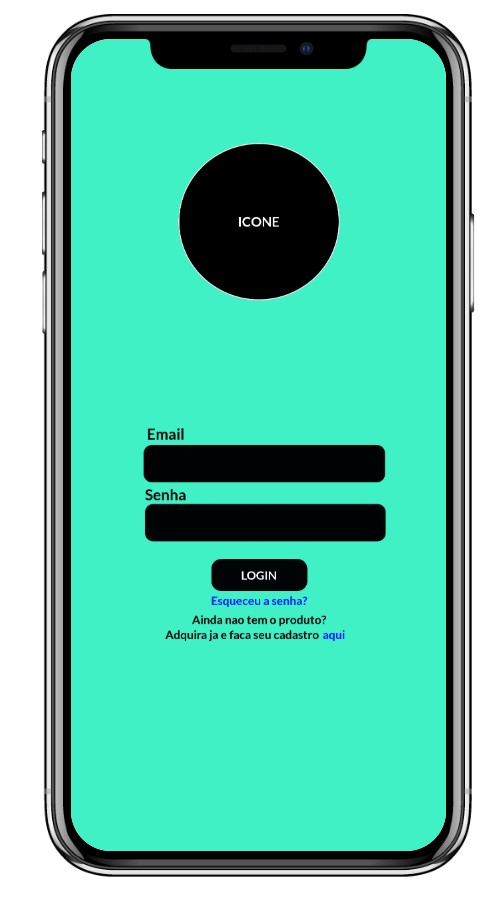 ICONE
Email
Senha
LOGIN
Esqueceu a senha?
Ainda nao tem o produto?
Adquira ja e faca seu cadastro aqui